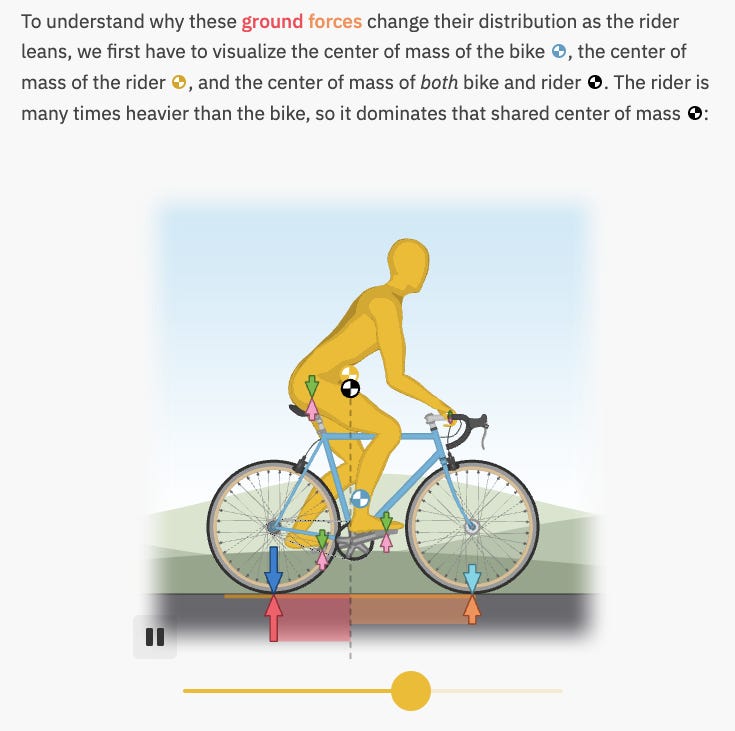 To understand why these ground forces change their distribution as the rider
leans, we first have to visualize the center of mass of the bike , the center of
mass of the rider , and the center of mass of both bike and rider . The rider is
many times heavier than the bike, so it dominates that shared center of mass :